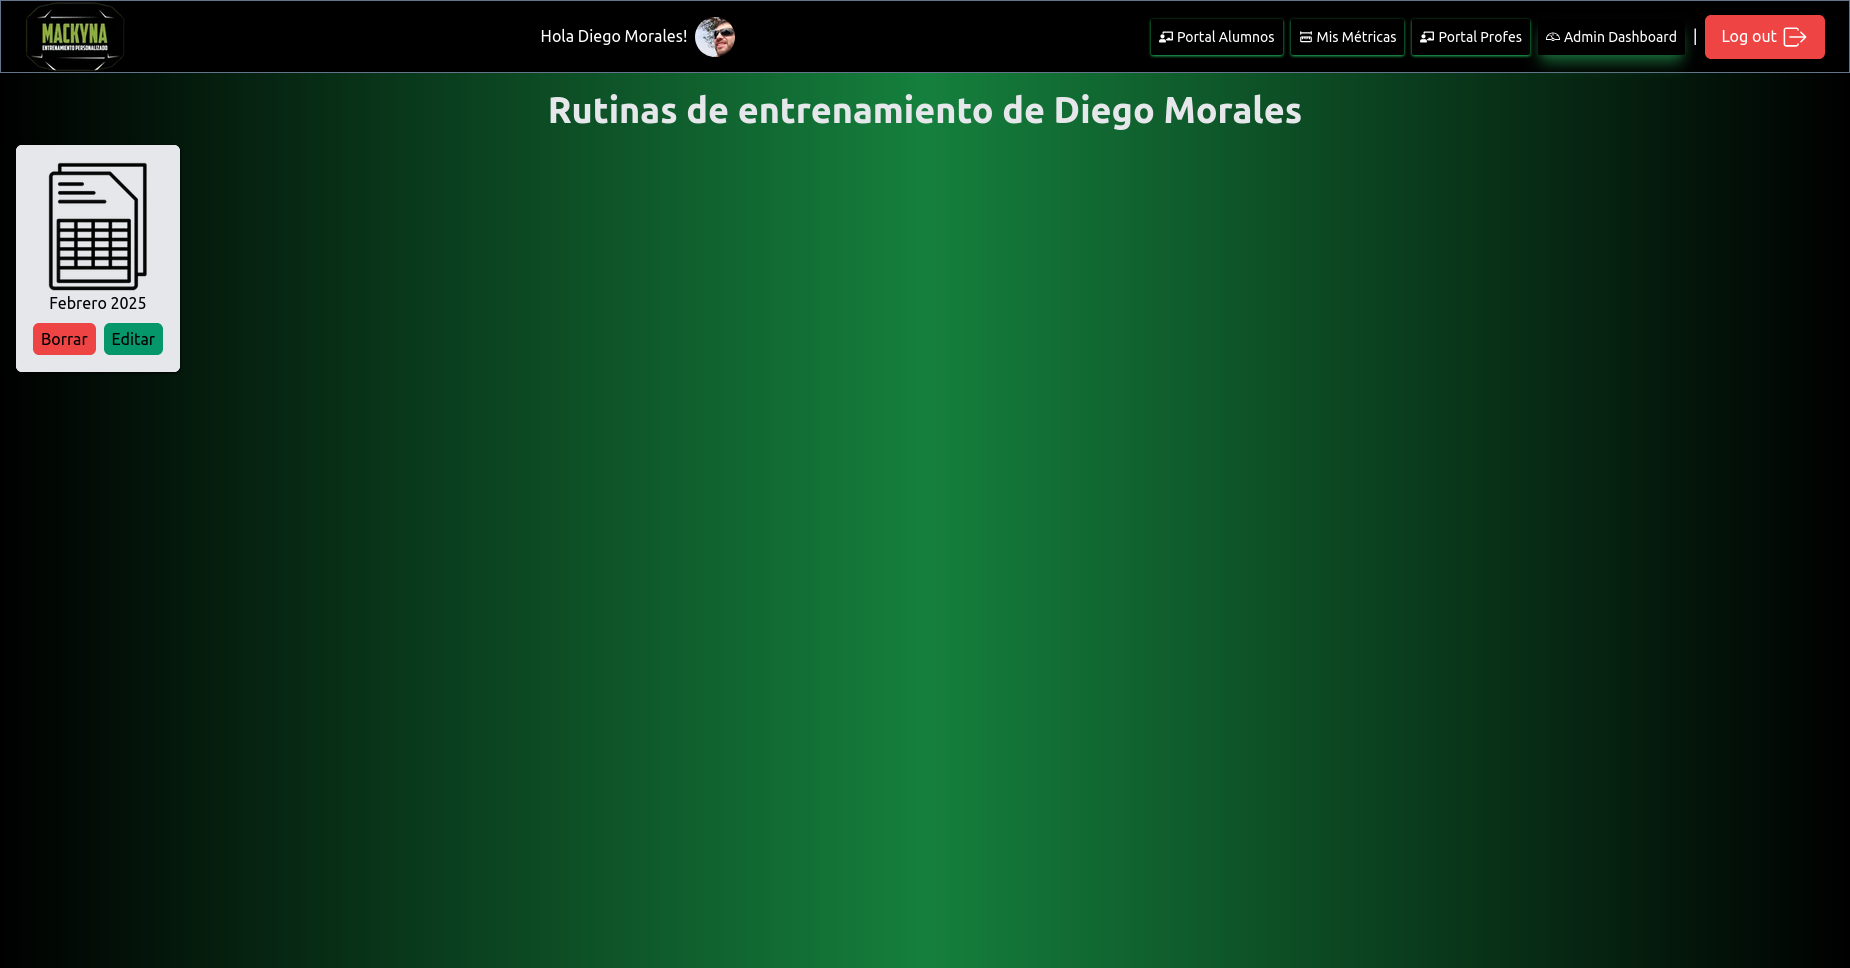 MACKYNA
ENTRENAMIENTO PERSONALIZADO
Hola Diego Morales!
Portal Alumnos
Mis Métricas
Portal Profes
Admin Dashboard
|
Log out
Rutinas de entrenamiento de Diego Morales
Febrero 2025
Borrar
Editar